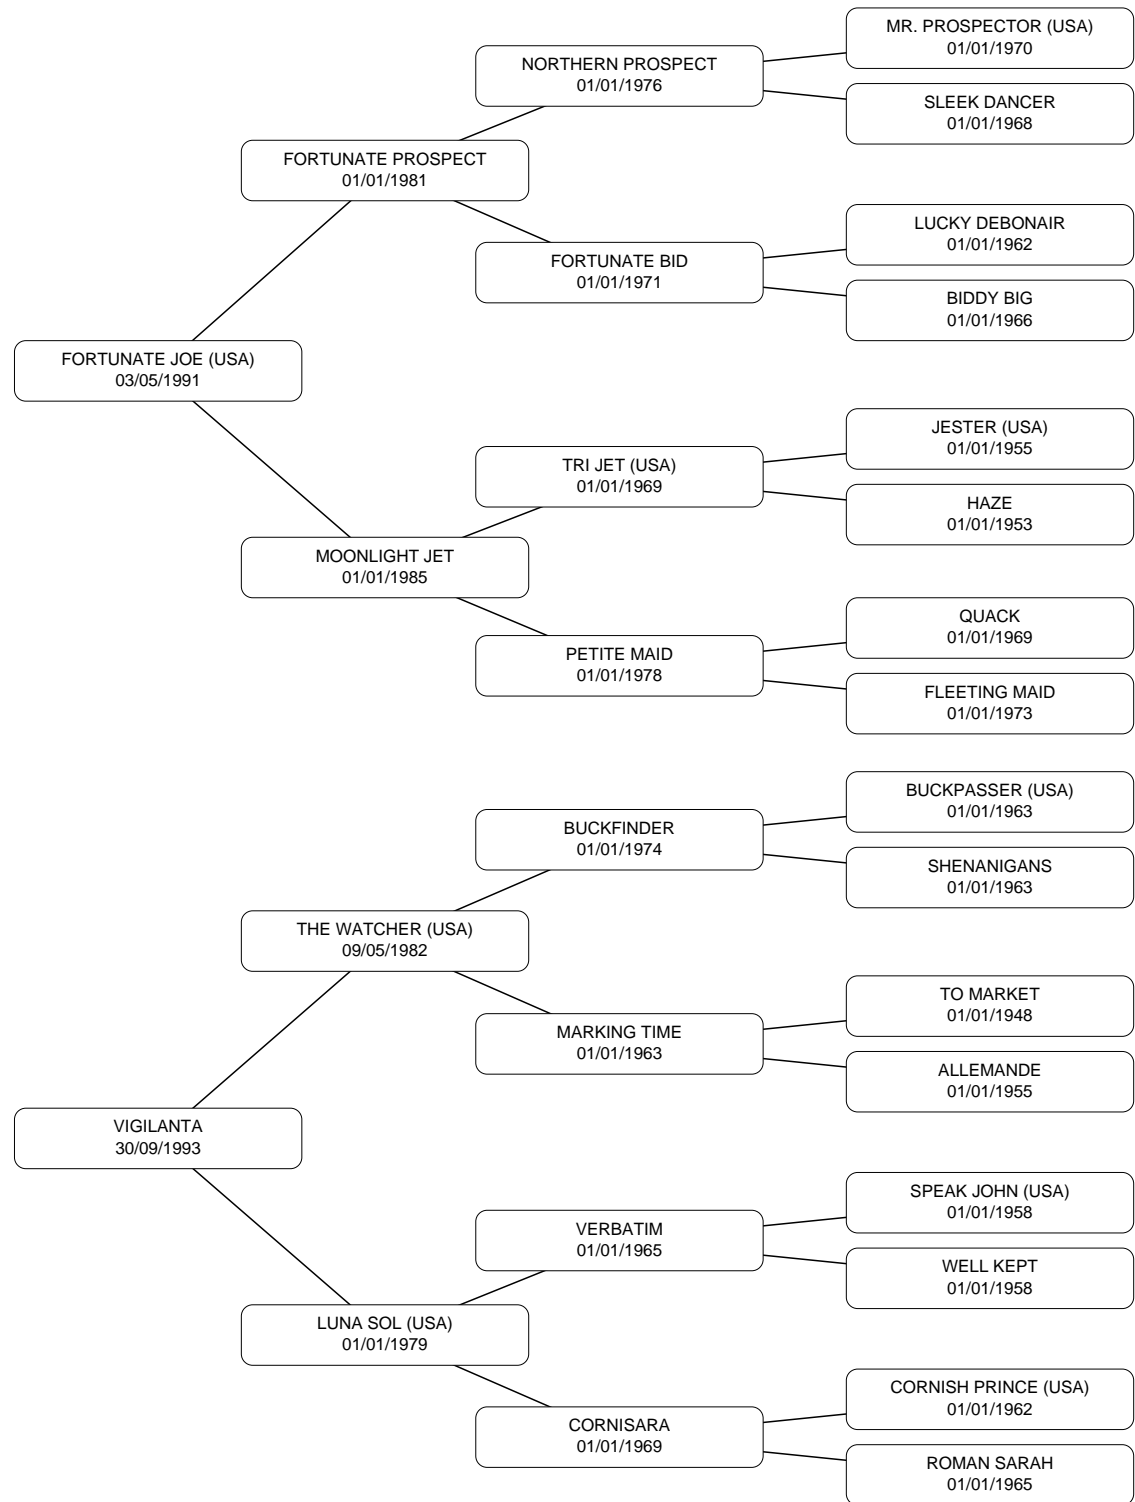 MR. PROSPECTOR (USA)
01/01/1970
NORTHERN PROSPECT
01/01/1976
SLEEK DANCER
01/01/1968
FORTUNATE PROSPECT
01/01/1981
LUCKY DEBONAIR
01/01/1962
FORTUNATE BID
01/01/1971
BIDDY BIG
01/01/1966
FORTUNATE JOE (USA)
03/05/1991
JESTER (USA)
01/01/1955
TRI JET (USA)
01/01/1969
HAZE
01/01/1953
MOONLIGHT JET
01/01/1985
QUACK
01/01/1969
PETITE MAID
01/01/1978
FLEETING MAID
01/01/1973
BUCKPASSER (USA)
01/01/1963
BUCKFINDER
01/01/1974
SHENANIGANS
01/01/1963
THE WATCHER (USA)
09/05/1982
TO MARKET
01/01/1948
MARKING TIME
01/01/1963
ALLEMANDE
01/01/1955
VIGILANTA
30/09/1993
SPEAK JOHN (USA)
01/01/1958
VERBATIM
01/01/1965
WELL KEPT
01/01/1958
LUNA SOL (USA)
01/01/1979
CORNISH PRINCE (USA)
01/01/1962
CORNISARA
01/01/1969
ROMAN SARAH
01/01/1965